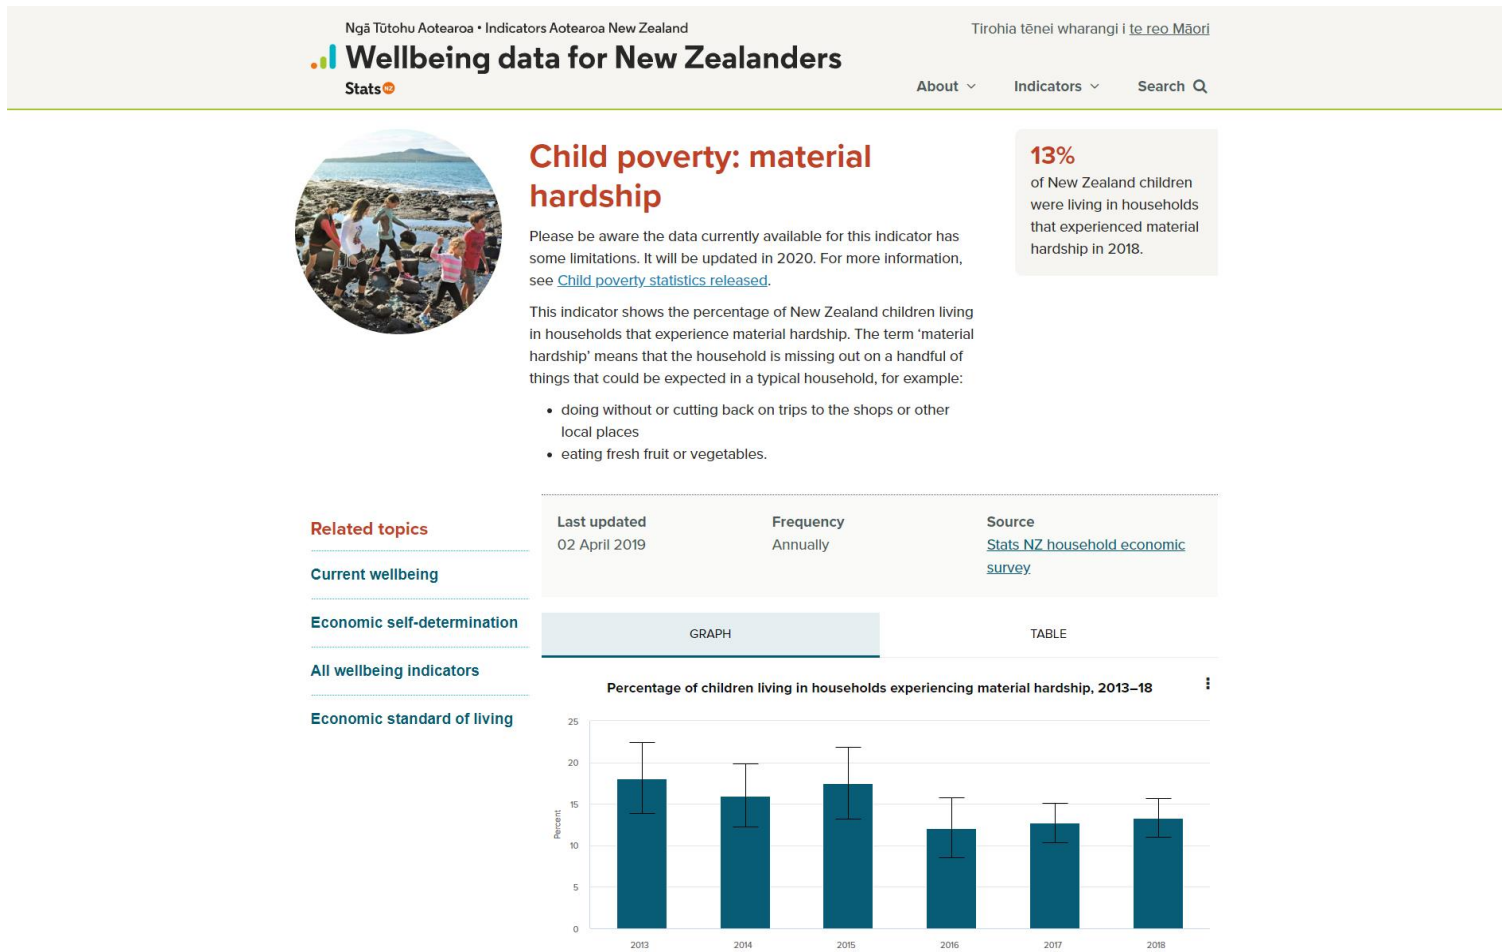 Ngā Tūtohu Aotearoa • Indicators Aotearoa New Zealand
Tirohia tēnei wharangi i te reo Māori
Wellbeing data for New Zealanders
Stats NZ
About
Indicators
Search
Child poverty: material
hardship
Please be aware the data currently available for this indicator has
some limitations. It will be updated in 2020. For more information,
see Child poverty statistics released.
This indicator shows the percentage of New Zealand children living
in households that experience material hardship. The term ‘material
hardship’ means that the household is missing out on a handful of
things that could be expected in a typical household, for example:
• doing without or cutting back on trips to the shops or other
local places
• eating fresh fruit or vegetables.
13%
of New Zealand children
were living in households
that experienced material
hardship in 2018.
Related topics
Current wellbeing
Economic self-determination
All wellbeing indicators
Economic standard of living
Last updated
02 April 2019
Frequency
Annually
Source
Stats NZ household economic
survey
GRAPH
TABLE
Percentage of children living in households experiencing material hardship, 2013–18
Percent
25
20
15
10
5
0
2013 2014 2015 2016 2017 2018